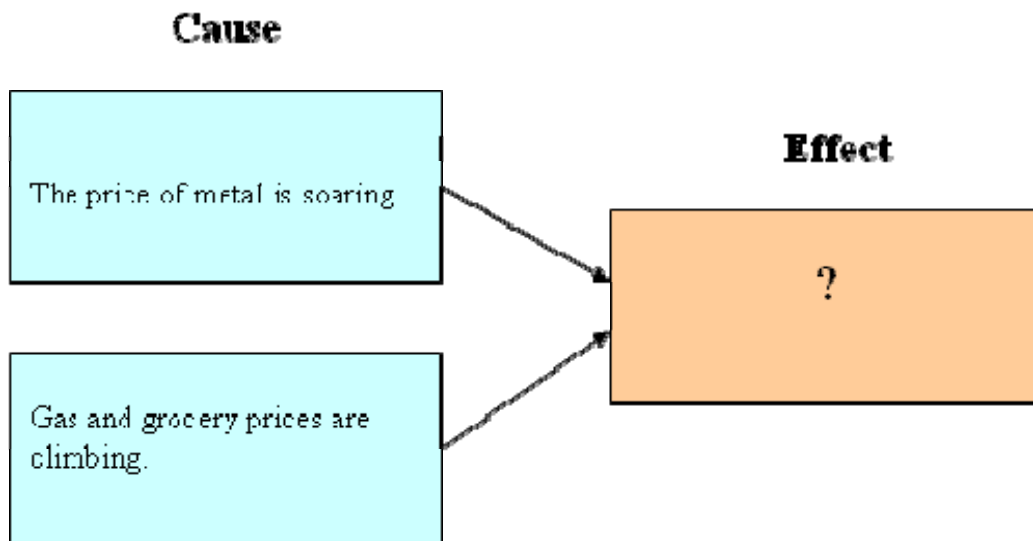 Cause
The price of metal is soaring
Effect
?
Gas and grocery prices are
climbing.